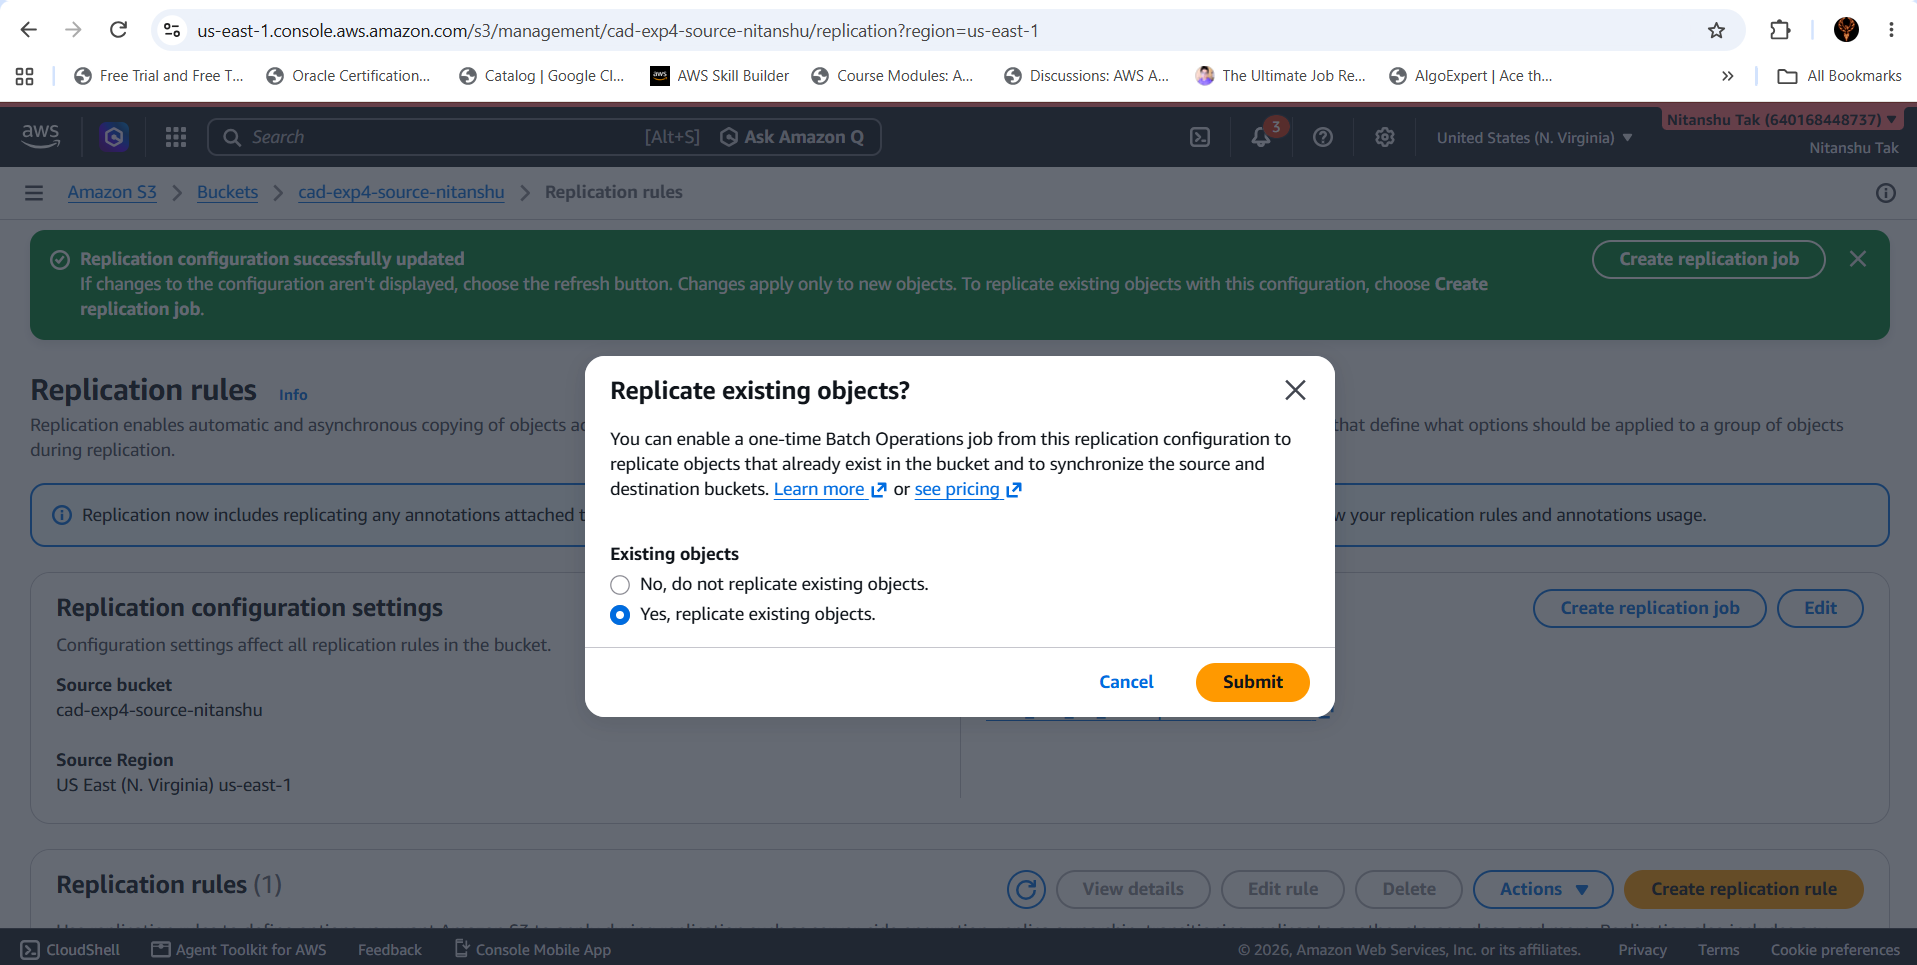 us-east-1.console.aws.amazon.com/s3/management/cad-exp4-source-nitanshu/replication?region=us-east-1
Free Trial and Free T... Oracle Certification... Catalog | Google Cl... AWS Skill Builder Course Modules: A... Discussions: AWS A... The Ultimate Job Re... AlgoExpert | Ace th... » All Bookmarks
aws Search [Alt+S] Ask Amazon Q 3 United States (N. Virginia) Nitanshu Tak (640168448737)
Nitanshu Tak
Amazon S3 Buckets cad-exp4-source-nitanshu Replication rules
Replication configuration successfully updated Create replication job
If changes to the configuration aren't displayed, choose the refresh button. Changes apply only to new objects. To replicate existing objects with this configuration, choose Create
replication job.
Replication rules Info
Replication enables automatic and asynchronous copying of objects that define what options should be applied to a group of objects
during replication.
Replication now includes replicating any annotations attached your replication rules and annotations usage.
Replicate existing objects?
You can enable a one-time Batch Operations job from this replication configuration to
replicate objects that already exist in the bucket and to synchronize the source and
destination buckets. Learn more or see pricing
Existing objects
No, do not replicate existing objects.
Yes, replicate existing objects.
Cancel Submit
Replication configuration settings Create replication job Edit
Configuration settings affect all replication rules in the bucket.
Source bucket
cad-exp4-source-nitanshu
Source Region
US East (N. Virginia) us-east-1
Replication rules (1) View details Edit rule Delete Actions Create replication rule
CloudShell Agent Toolkit for AWS Feedback Console Mobile App © 2026, Amazon Web Services, Inc. or its affiliates. Privacy Terms Cookie preferences